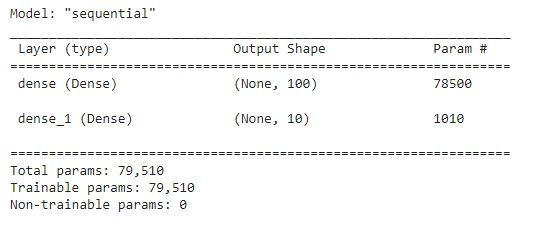 Model: "sequential"
_________________________________________________________________
Layer (type) Output Shape Param #
=================================================================
dense (Dense) (None, 100) 78500
dense_1 (Dense) (None, 10) 1010
=================================================================
Total params: 79,510
Trainable params: 79,510
Non-trainable params: 0